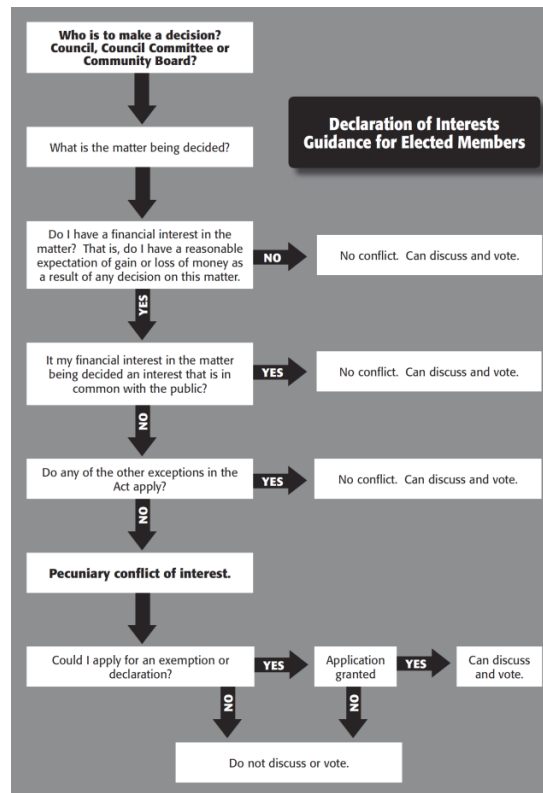 Who is to make a decision?
Council, Council Committee or
Community Board?
Declaration of Interests
Guidance for Elected Members
What is the matter being decided?
Do I have a financial interest in the
matter? That is, do I have a reasonable
expectation of gain or loss of money as
a result of any decision on this matter.
NO
No conflict. Can discuss and vote.
YES
It my financial interest in the matter
being decided an interest that is in
common with the public?
YES
No conflict. Can discuss and vote.
NO
Do any of the other exceptions in the
Act apply?
YES
No conflict. Can discuss and vote.
NO
Pecuniary conflict of interest.
Could I apply for an exemption or
declaration?
YES
Application
granted
YES
Can discuss
and vote.
NO
NO
Do not discuss or vote.